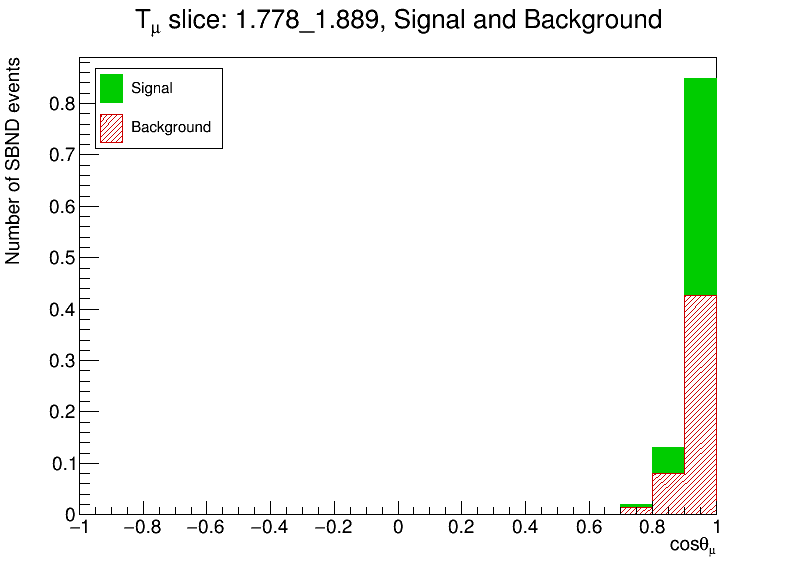 Tμ slice: 1.778_1.889, Signal and Background
Number of SBND events
Signal
Background
0.8
0.7
0.6
0.5
0.4
0.3
0.2
0.1
0
−1 −0.8 −0.6 −0.4 −0.2 0 0.2 0.4 0.6 0.8 1
cosθμ